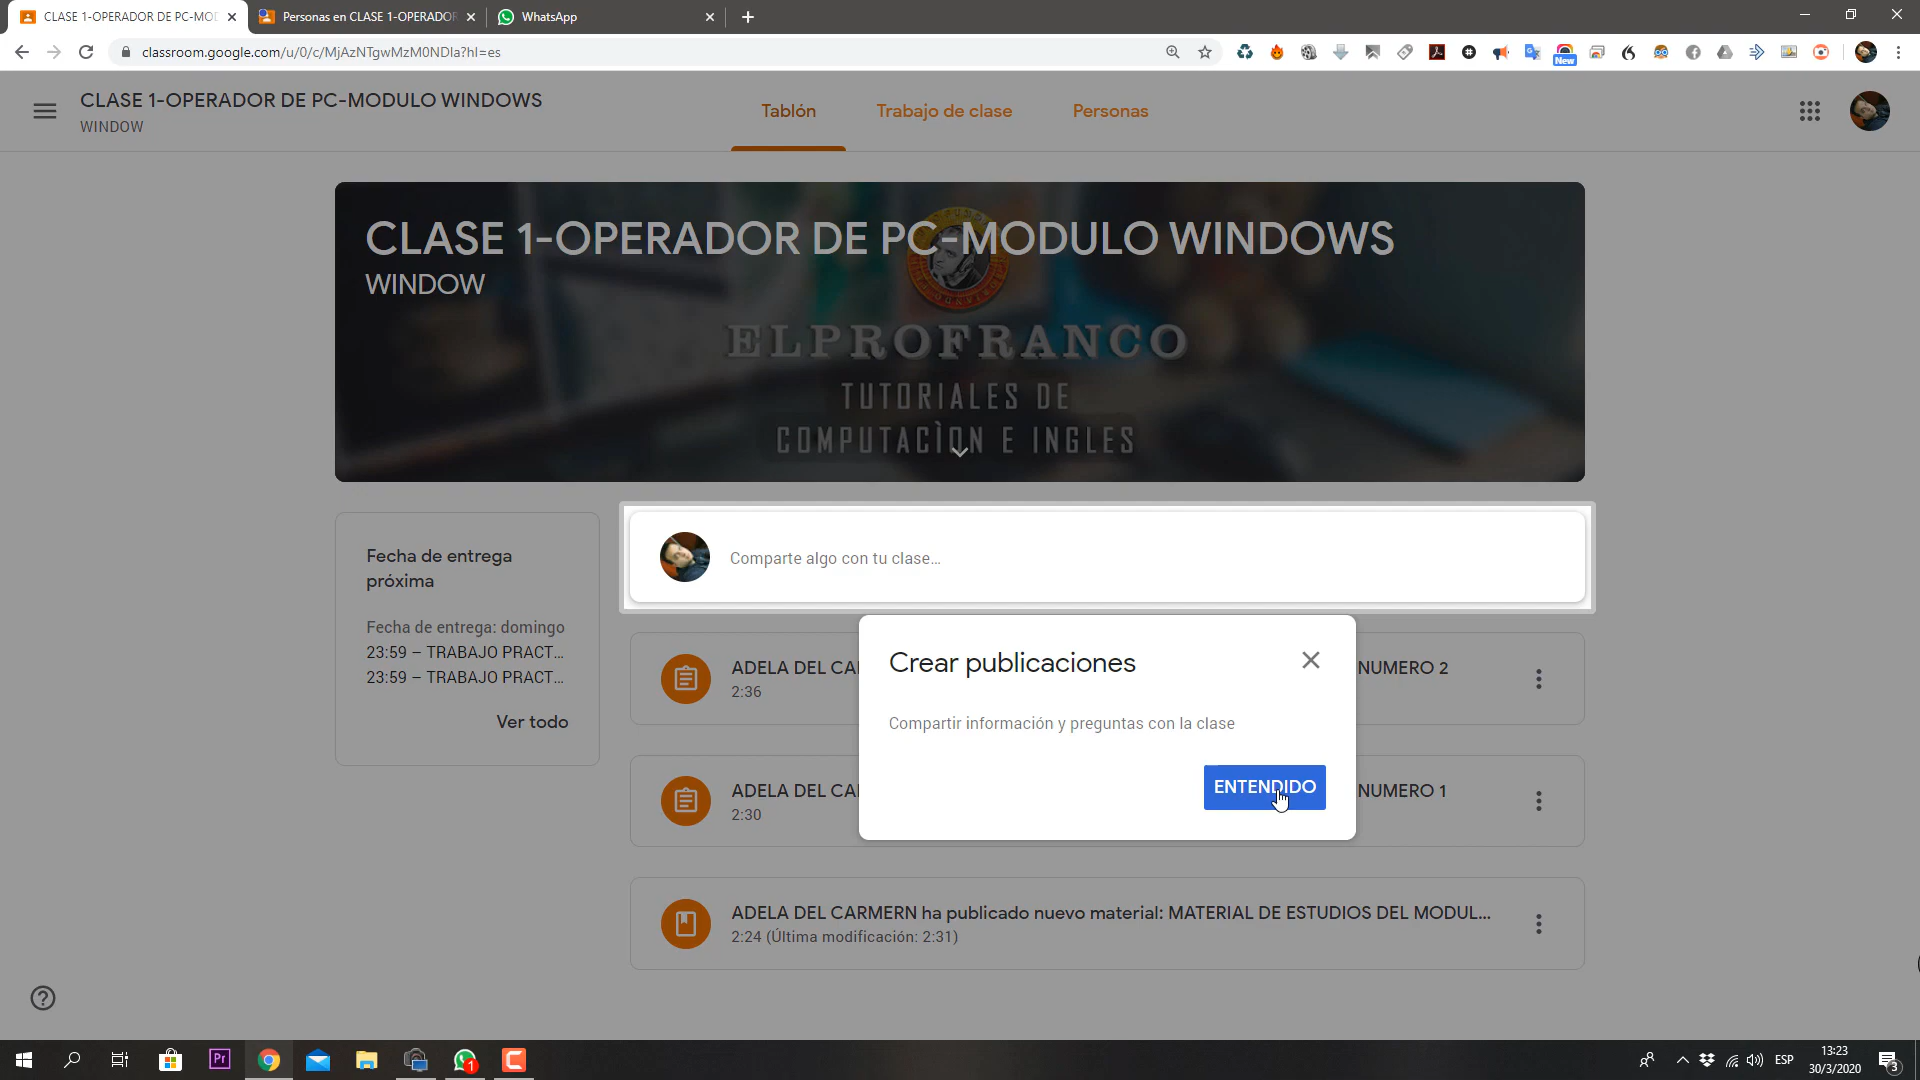 CLASE 1-OPERADOR DE PC-MOD
Personas en CLASE 1-OPERADOR
WhatsApp
classroom.google.com/u/0/c/MjAzNTgwMzM0NDIa?hl=es
New
CLASE 1-OPERADOR DE PC-MODULO WINDOWS
WINDOW
Tablón
Trabajo de clase
Personas
CLASE 1-OPERADOR DE PC-MODULO WINDOWS
WINDOW
ELPROFRANCO
TUTORIALES DE
COMPUTACÌON E INGLES
Fecha de entrega
próxima
Fecha de entrega: domingo
23:59 – TRABAJO PRACT...
23:59 – TRABAJO PRACT...
Ver todo
Comparte algo con tu clase...
ADELA DEL CA
NUMERO 2
2:36
Crear publicaciones
Compartir información y preguntas con la clase
ENTENDIDO
ADELA DEL CA
NUMERO 1
2:30
ADELA DEL CARMERN ha publicado nuevo material: MATERIAL DE ESTUDIOS DEL MODUL...
2:24 (Última modificación: 2:31)
Pr
1
ESP
13:23
30/3/2020
3